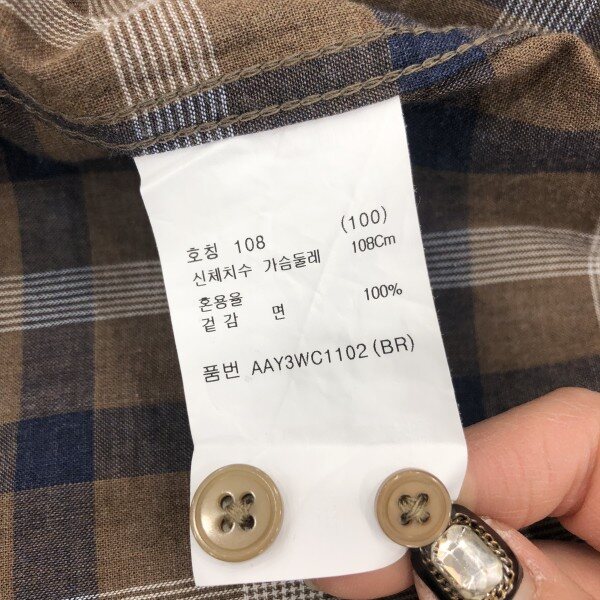 호칭 108 (100)
신체치수 가슴둘레 108Cm
혼용율
겉감 면 100%
품번 AAY3WC1102(BR)